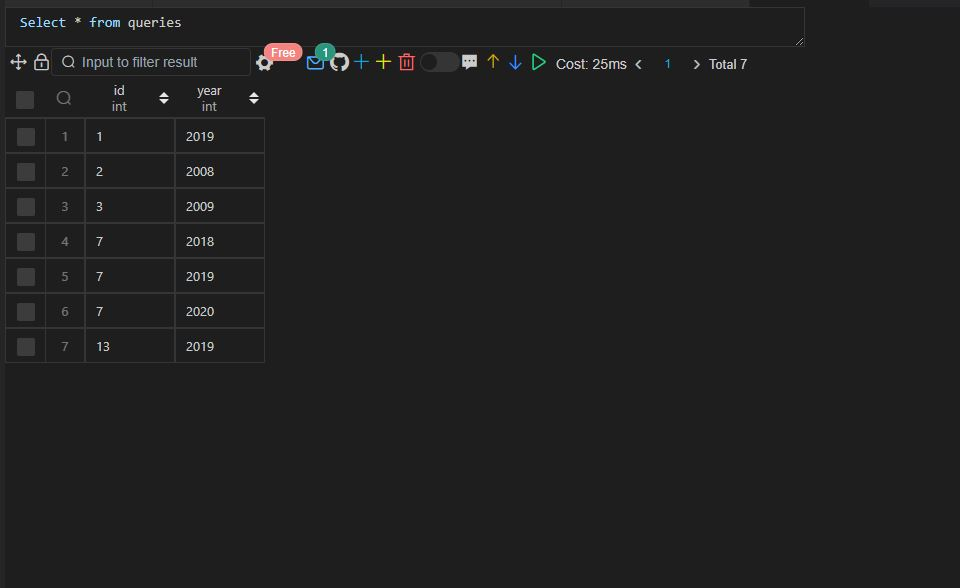 Select * from queries
Input to filter result Free 1 Cost: 25ms 1 Total 7
id year
int int
1 1 2019
2 2 2008
3 3 2009
4 7 2018
5 7 2019
6 7 2020
7 13 2019